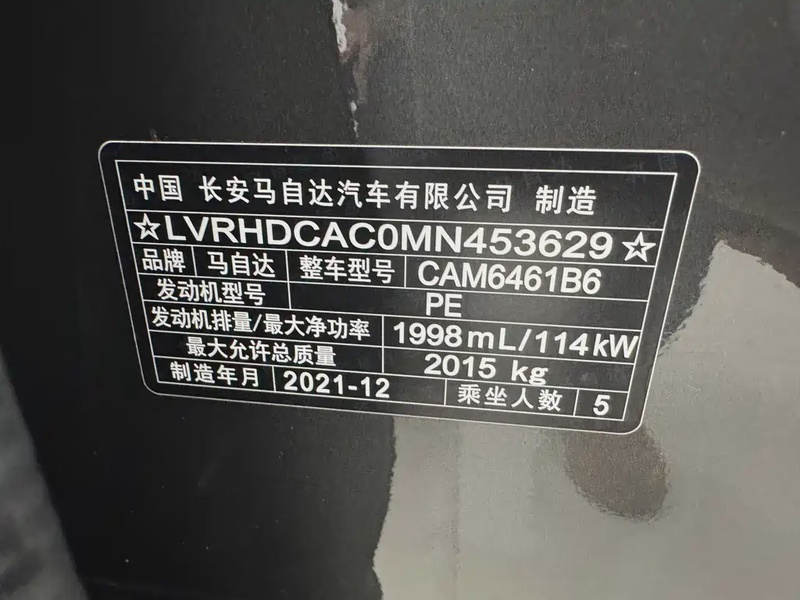 中国 长安马自达汽车有限公司 制造
☆LVRHDCAC0MN453629☆
品牌 马自达 整车型号 CAM6461B6
发动机型号 PE
发动机排量/最大净功率 1998mL/114kW
最大允许总质量 2015 kg
制造年月 2021-12 乘坐人数 5